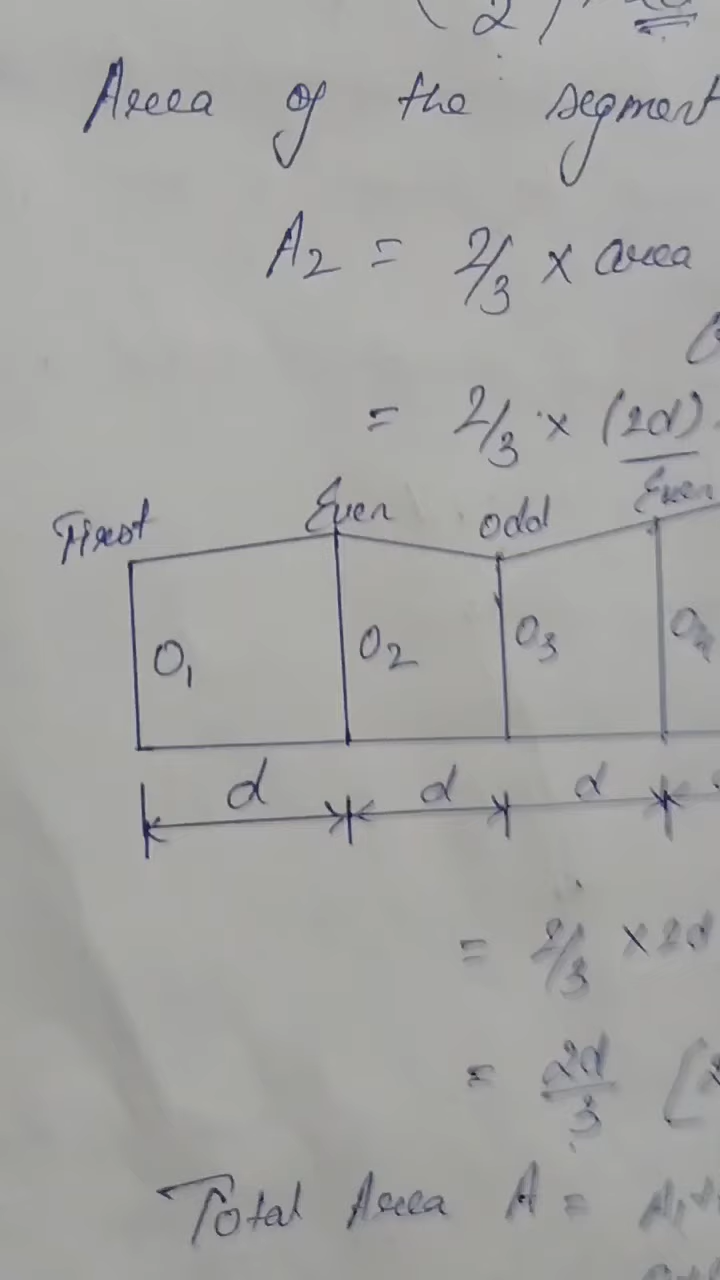 Area of the segment
A2 = 2/3 × area
= 2/3 × (2d)
First Even odd Even
O1 O2 O3
d d d
= 2/3 × 2d
= 2d/3 [
Total Area A = A1+